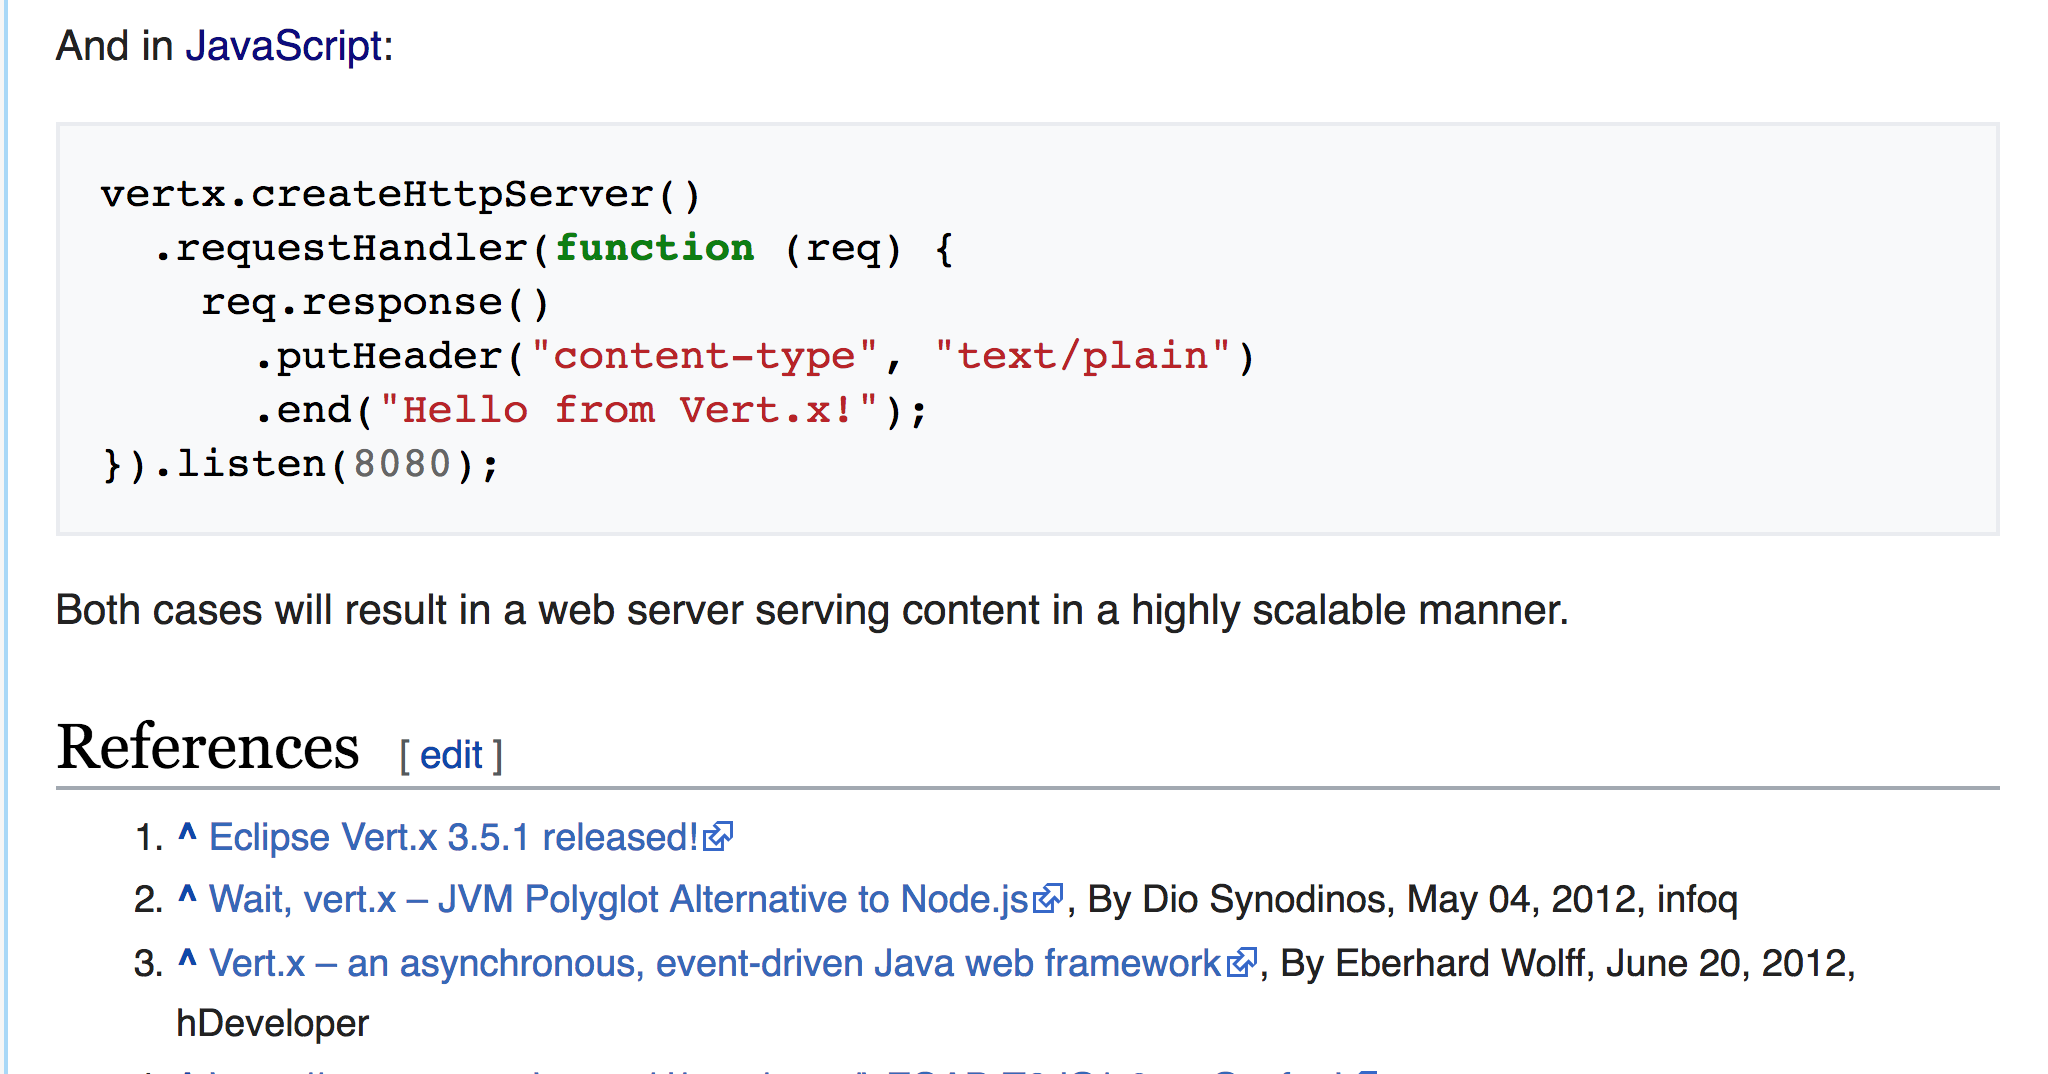 And in JavaScript:
vertx.createHttpServer()
  .requestHandler(function (req) {
    req.response()
      .putHeader("content-type", "text/plain")
      .end("Hello from Vert.x!");
}).listen(8080);
Both cases will result in a web server serving content in a highly scalable manner.
References [ edit ]
1. ^ Eclipse Vert.x 3.5.1 released!
2. ^ Wait, vert.x – JVM Polyglot Alternative to Node.js, By Dio Synodinos, May 04, 2012, infoq
3. ^ Vert.x – an asynchronous, event-driven Java web framework, By Eberhard Wolff, June 20, 2012,
hDeveloper